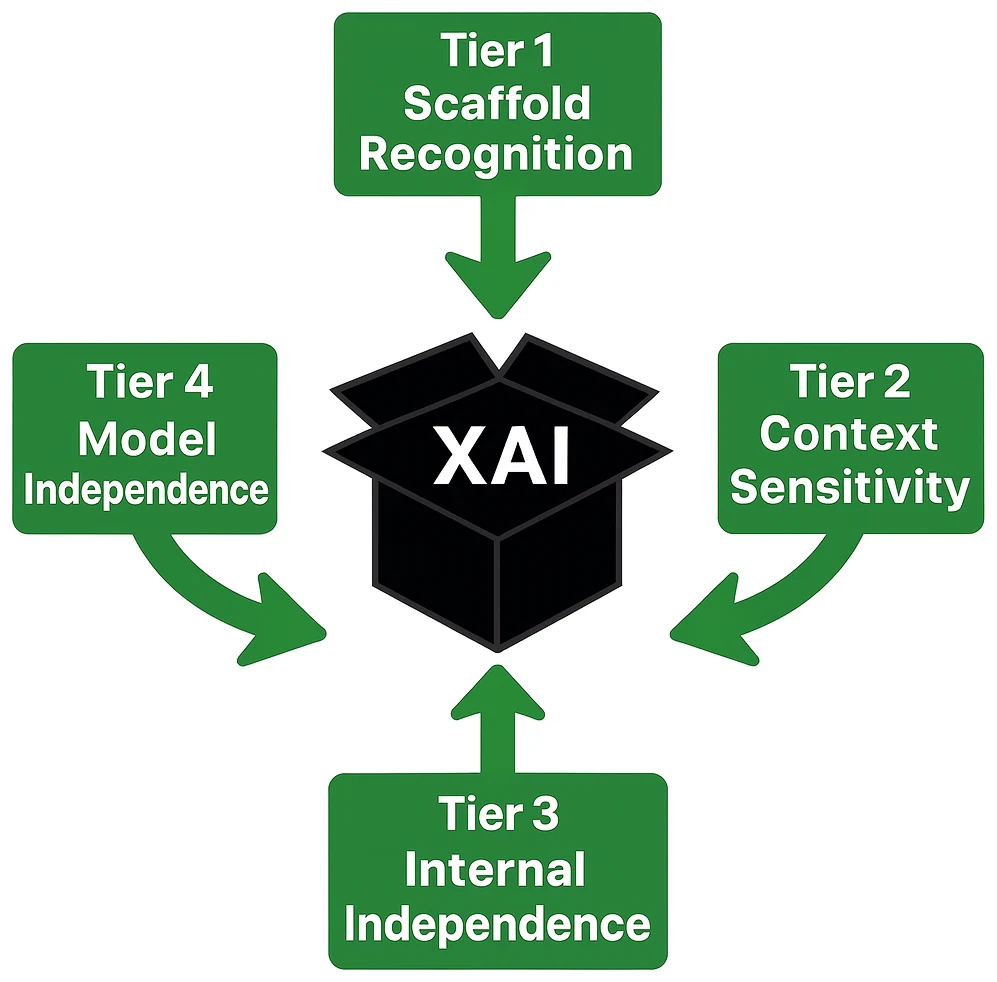 Tier 1
Scaffold
Recognition
Tier 4
Model
Independence
XAI
Tier 2
Context
Sensitivity
Tier 3
Internal
Independence